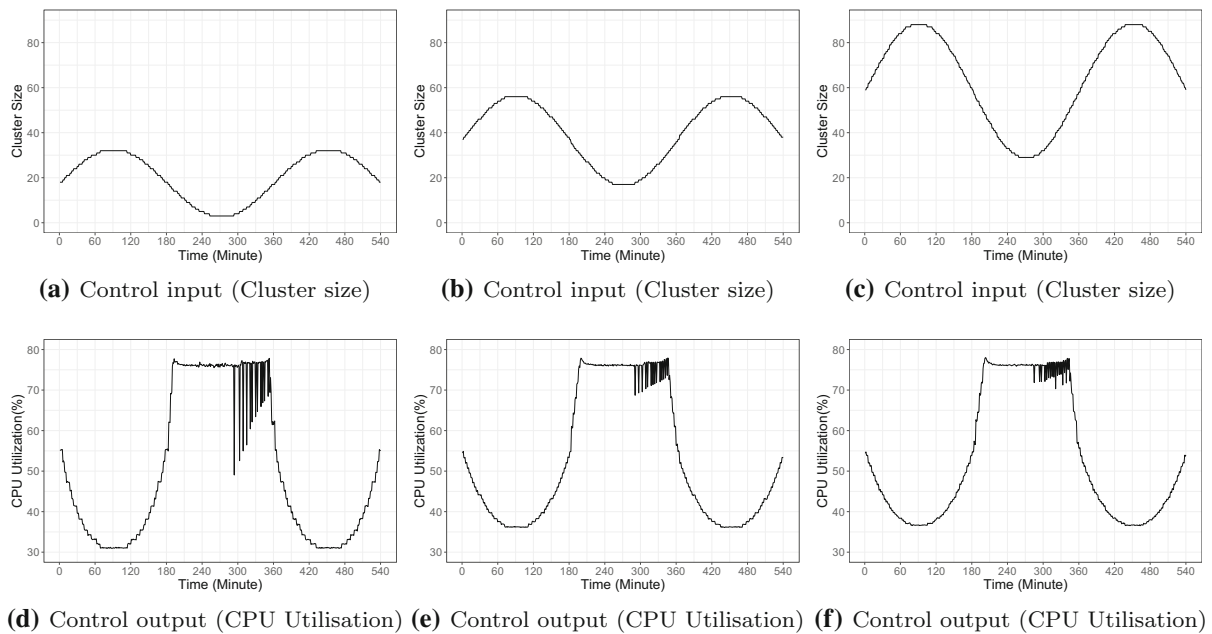 80
60
40
20
0
Cluster Size
0 60 120 180 240 300 360 420 480 540
Time (Minute)
(a) Control input (Cluster size)
80
60
40
20
0
Cluster Size
0 60 120 180 240 300 360 420 480 540
Time (Minute)
(b) Control input (Cluster size)
80
60
40
20
0
Cluster Size
0 60 120 180 240 300 360 420 480 540
Time (Minute)
(c) Control input (Cluster size)
80
70
60
50
40
30
CPU Utilization(%)
0 60 120 180 240 300 360 420 480 540
Time (Minute)
(d) Control output (CPU Utilisation)
80
70
60
50
40
30
CPU Utilization(%)
0 60 120 180 240 300 360 420 480 540
Time (Minute)
(e) Control output (CPU Utilisation)
80
70
60
50
40
30
CPU Utilization(%)
0 60 120 180 240 300 360 420 480 540
Time (Minute)
(f) Control output (CPU Utilisation)